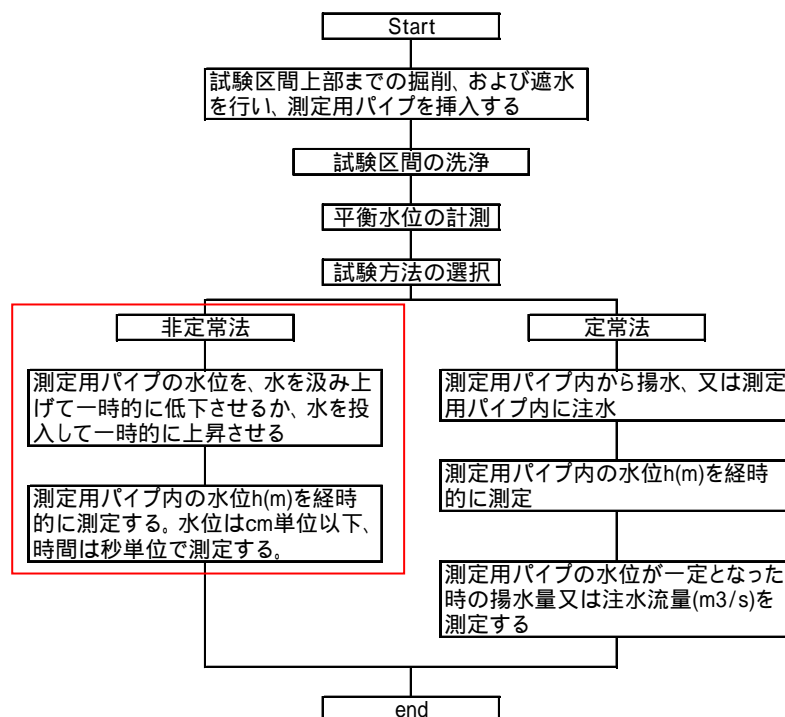 Start
試験区間上部までの掘削、および遮水
を行い、測定用パイプを挿入する
試験区間の洗浄
平衡水位の計測
試験方法の選択
非定常法
測定用パイプの水位を、水を汲み上
げて一時的に低下させるか、水を投
入して一時的に上昇させる
測定用パイプ内の水位h(m)を経時
的に測定する。水位はcm単位以下、
時間は秒単位で測定する。
定常法
測定用パイプ内から揚水、又は測定
用パイプ内に注水
測定用パイプ内の水位h(m)を経時
的に測定
測定用パイプの水位が一定となった
時の揚水量又は注水流量(m3/s)を
測定する
end